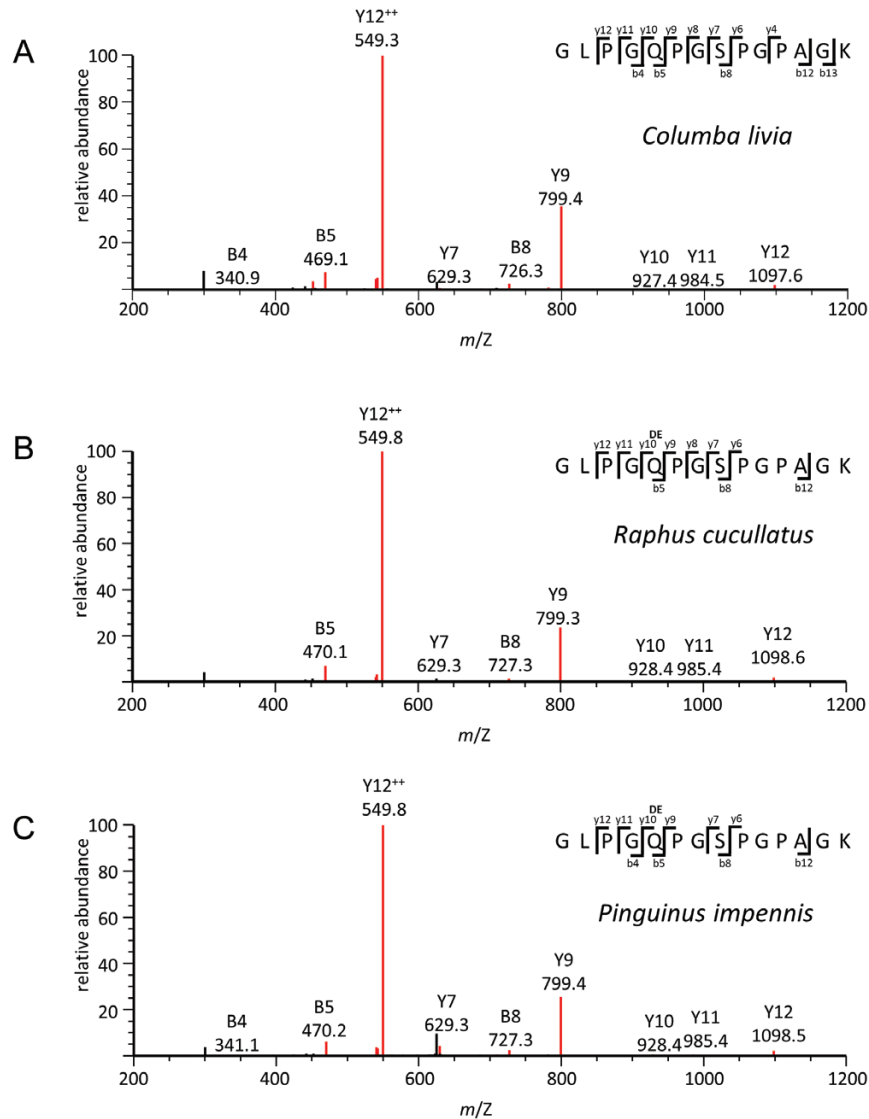 A
Y12++
549.3
y12 y11 y10 y9 y8 y7 y6 y4
G L P G Q P G S P G P A G K
b4 b5 b8 b12 b13
Columba livia
100
80
60
40
20
relative abundance
B4
340.9
B5
469.1
Y7
629.3
B8
726.3
Y9
799.4
Y10
927.4
Y11
984.5
Y12
1097.6
200 400 600 800 1000 1200
m/Z
B
Y12++
549.8
DE
y12 y11 y10 y9 y8 y7 y6
G L P G Q P G S P G P A G K
b5 b8 b12
Raphus cucullatus
100
80
60
40
20
relative abundance
B5
470.1
Y7
629.3
B8
727.3
Y9
799.3
Y10
928.4
Y11
985.4
Y12
1098.6
200 400 600 800 1000 1200
m/Z
C
Y12++
549.8
DE
y12 y11 y10 y9 y7 y6
G L P G Q P G S P G P A G K
b4 b5 b8 b12
Pinguinus impennis
100
80
60
40
20
relative abundance
B4
341.1
B5
470.2
Y7
629.3
B8
727.3
Y9
799.4
Y10
928.4
Y11
985.4
Y12
1098.5
200 400 600 800 1000 1200
m/Z